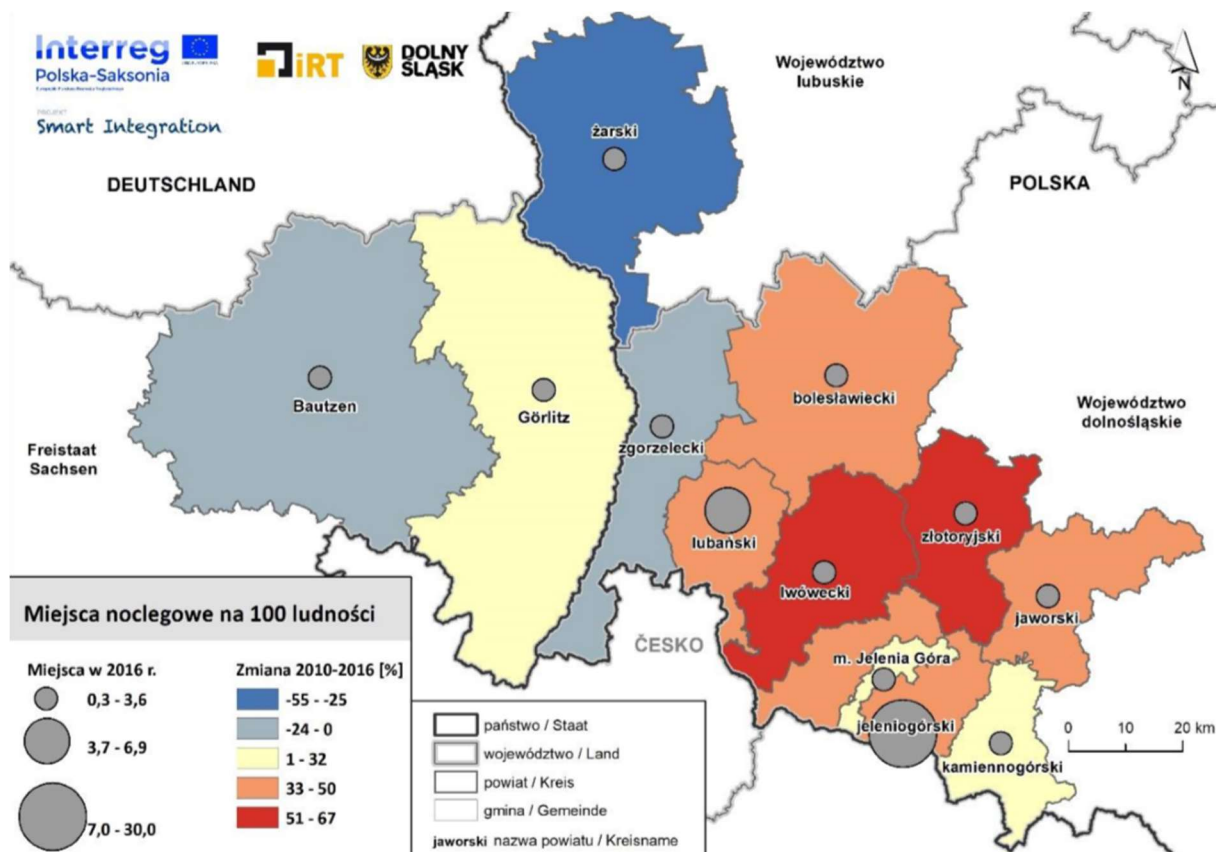 Interreg
Polska-Saksonia
PROJEKT
Smart Integration
iRT
DOLNY
ŚLĄSK
Województwo
lubuskie
N
żarski
DEUTSCHLAND
POLSKA
Bautzen
Görlitz
zgorzelecki
bolesławiecki
Województwo
dolnośląskie
Freistaat
Sachsen
lubański
złotoryjski
lwówecki
jaworski
ČESKO
m. Jelenia Góra
jeleniogórski
kamiennogórski
0 10 20 km
Miejsca noclegowe na 100 ludności
Miejsca w 2016 r.
0,3 - 3,6
3,7 - 6,9
7,0 - 30,0
Zmiana 2010-2016 [%]
-55 - -25
-24 - 0
1 - 32
33 - 50
51 - 67
państwo / Staat
województwo / Land
powiat / Kreis
gmina / Gemeinde
jaworski nazwa powiatu / Kreisname